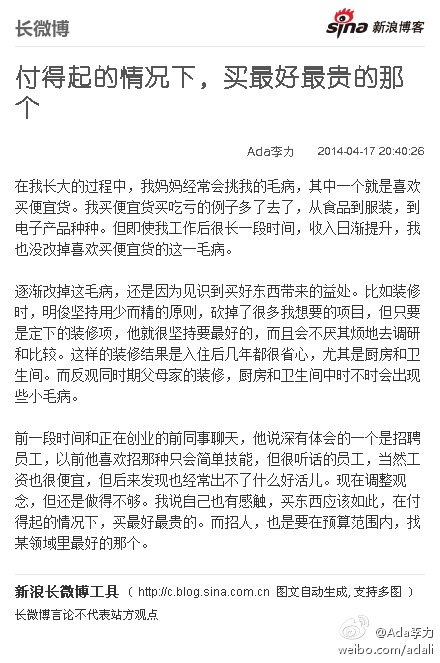 长微博
sina 新浪博客
付得起的情况下，买最好最贵的那
个
Ada李力 2014-04-17 20:40:26
在我长大的过程中，我妈妈经常会挑我的毛病，其中一个就是喜欢
买便宜货。我买便宜货买吃亏的例子多了去了，从食品到服装，到
电子产品种种。但即使我工作后很长一段时间，收入日渐提升，我
也没改掉喜欢买便宜货的这一毛病。
逐渐改掉这毛病，还是因为见识到买好东西带来的益处。比如装修
时，明俊坚持用少而精的原则，砍掉了很多我想要的项目，但只要
是定下的装修项，他就很坚持要最好的，而且会不厌其烦地去调研
和比较。这样的装修结果是入住后几年都很省心，尤其是厨房和卫
生间。而反观同时期父母家的装修，厨房和卫生间中时不时会出现
些小毛病。
前一段时间和正在创业的前同事聊天，他说深有体会的一个是招聘
员工，以前他喜欢招那种只会简单技能，但很听话的员工，当然工
资也很便宜，但后来发现也经常出不了什么好活儿。现在调整观
念，但还是做得不够。我说自己也有感触，买东西应该如此，在付
得起的情况下，买最好最贵的。而招人，也是要在预算范围内，找
某领域里最好的那个。
新浪长微博工具 （ http://c.blog.sina.com.cn 图文自动生成, 支持多图 ）
长微博言论不代表站方观点
@Ada李力
weibo.com/adali